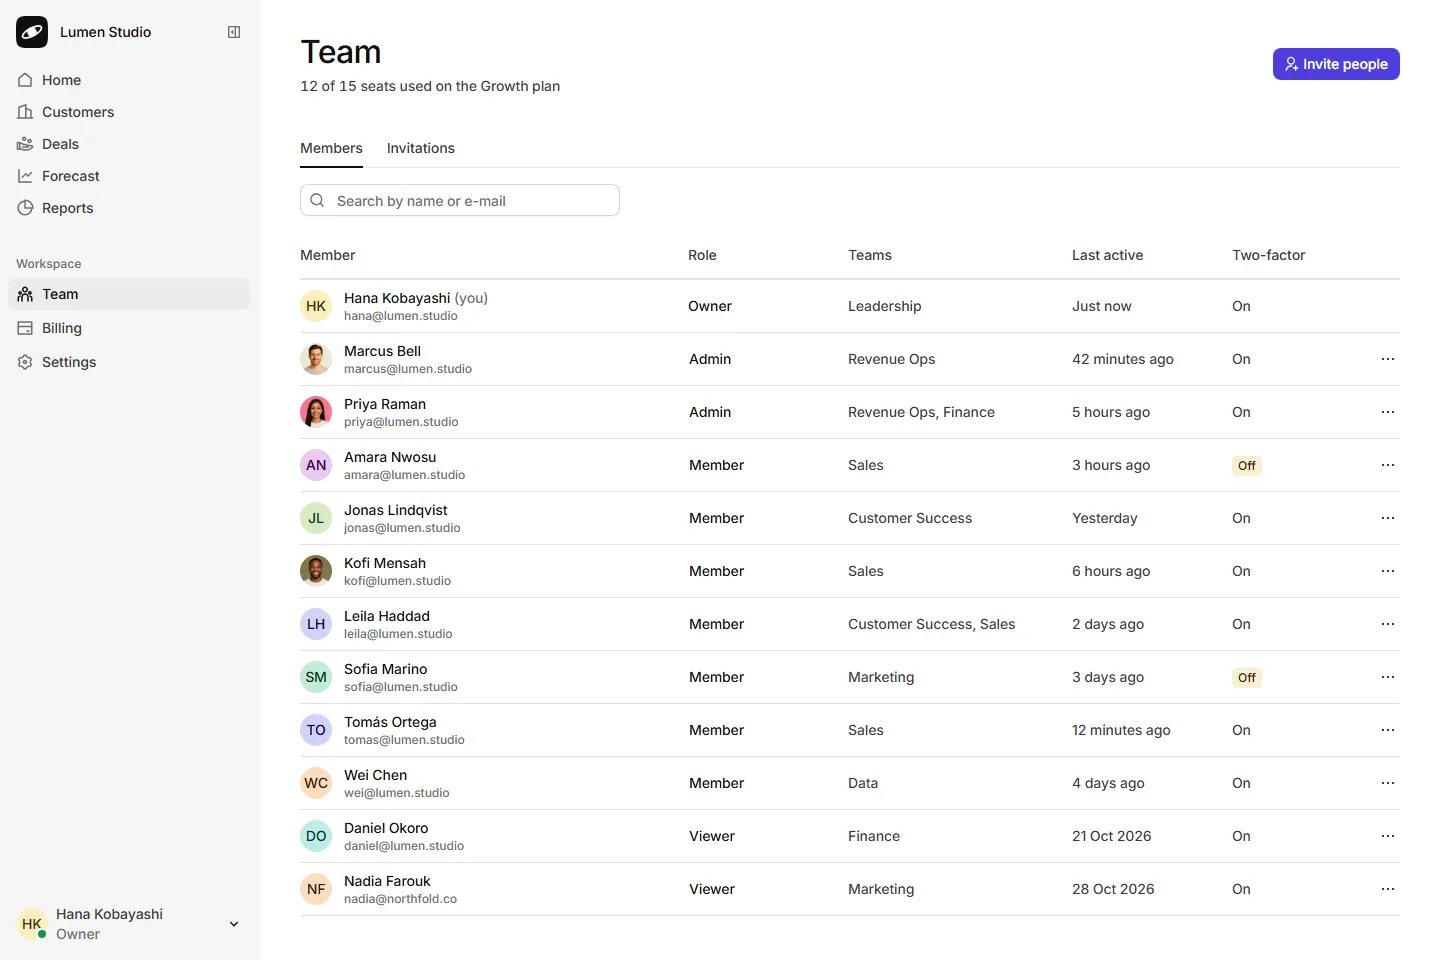 Lumen Studio
Home
Customers
Deals
Forecast
Reports
Workspace
Team
Billing
Settings
HK
Hana Kobayashi
Owner
Team
12 of 15 seats used on the Growth plan
Invite people
Members Invitations
Search by name or e-mail
Member Role Teams Last active Two-factor
HK Hana Kobayashi (you) Owner Leadership Just now On
hana@lumen.studio
Marcus Bell Admin Revenue Ops 42 minutes ago On
marcus@lumen.studio
Priya Raman Admin Revenue Ops, Finance 5 hours ago On
priya@lumen.studio
AN Amara Nwosu Member Sales 3 hours ago Off
amara@lumen.studio
JL Jonas Lindqvist Member Customer Success Yesterday On
jonas@lumen.studio
Kofi Mensah Member Sales 6 hours ago On
kofi@lumen.studio
LH Leila Haddad Member Customer Success, Sales 2 days ago On
leila@lumen.studio
SM Sofia Marino Member Marketing 3 days ago Off
sofia@lumen.studio
TO Tomás Ortega Member Sales 12 minutes ago On
tomas@lumen.studio
WC Wei Chen Member Data 4 days ago On
wei@lumen.studio
DO Daniel Okoro Viewer Finance 21 Oct 2026 On
daniel@lumen.studio
NF Nadia Farouk Viewer Marketing 28 Oct 2026 On
nadia@northfold.co